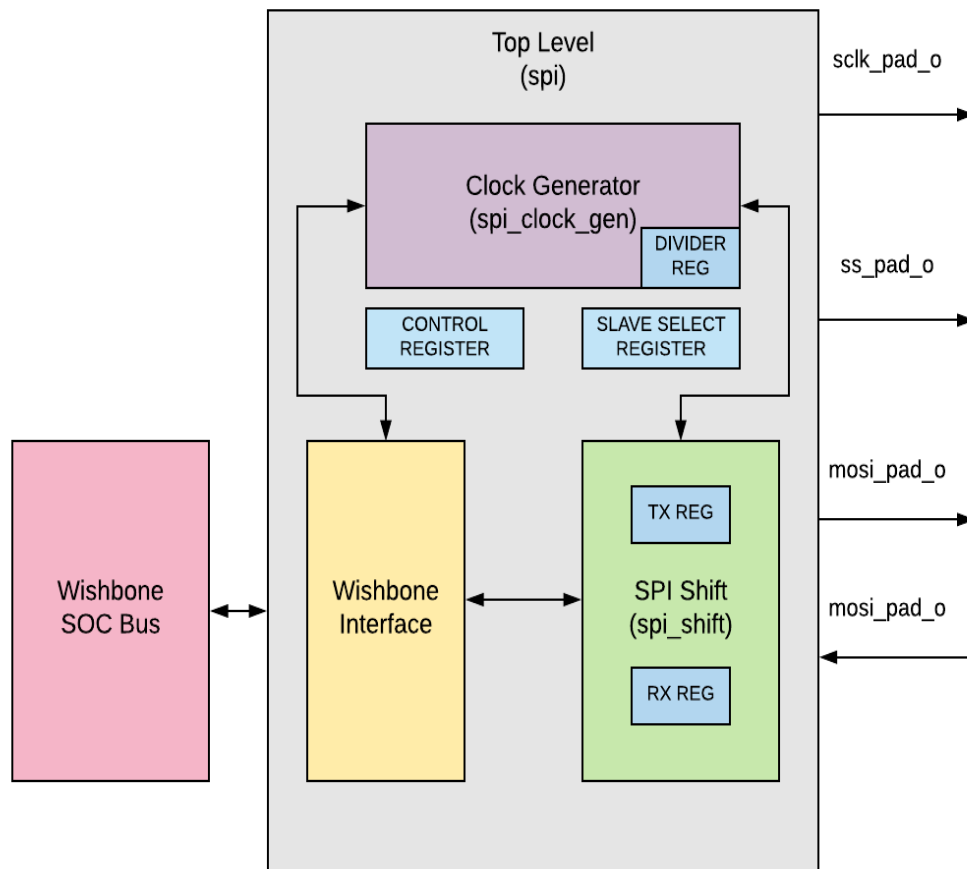 Top Level
(spi)
sclk_pad_o
Clock Generator
(spi_clock_gen)
DIVIDER
REG
ss_pad_o
CONTROL
REGISTER
SLAVE SELECT
REGISTER
mosi_pad_o
TX REG
Wishbone
SOC Bus
Wishbone
Interface
SPI Shift
(spi_shift)
mosi_pad_o
RX REG